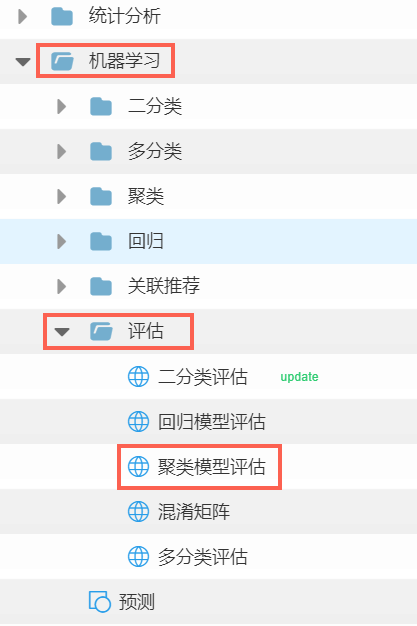 统计分析
机器学习
二分类
多分类
聚类
回归
关联推荐
评估
二分类评估 update
回归模型评估
聚类模型评估
混淆矩阵
多分类评估
预测